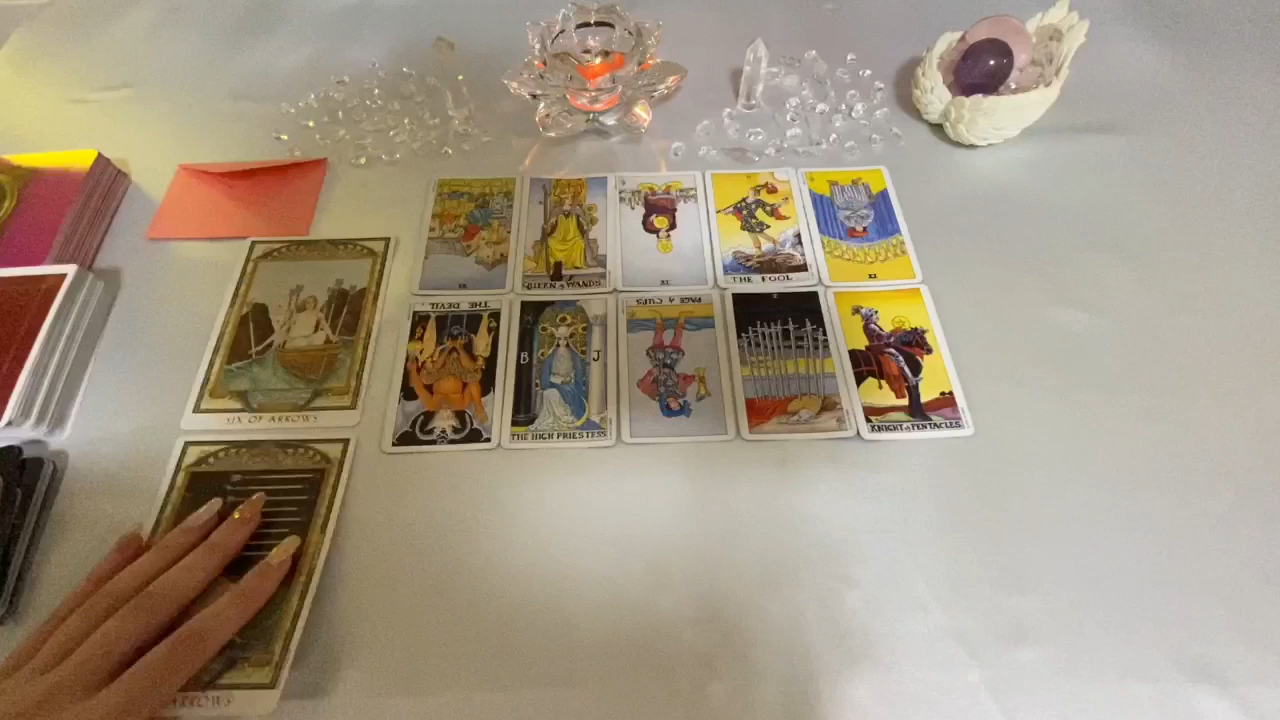 QUEEN of WANDS
THE FOOL
THE DEVIL
PAGE of CUPS
B J
THE HIGH PRIESTESS
KNIGHT of PENTACLES
SIX OF ARROWS
ARROWS